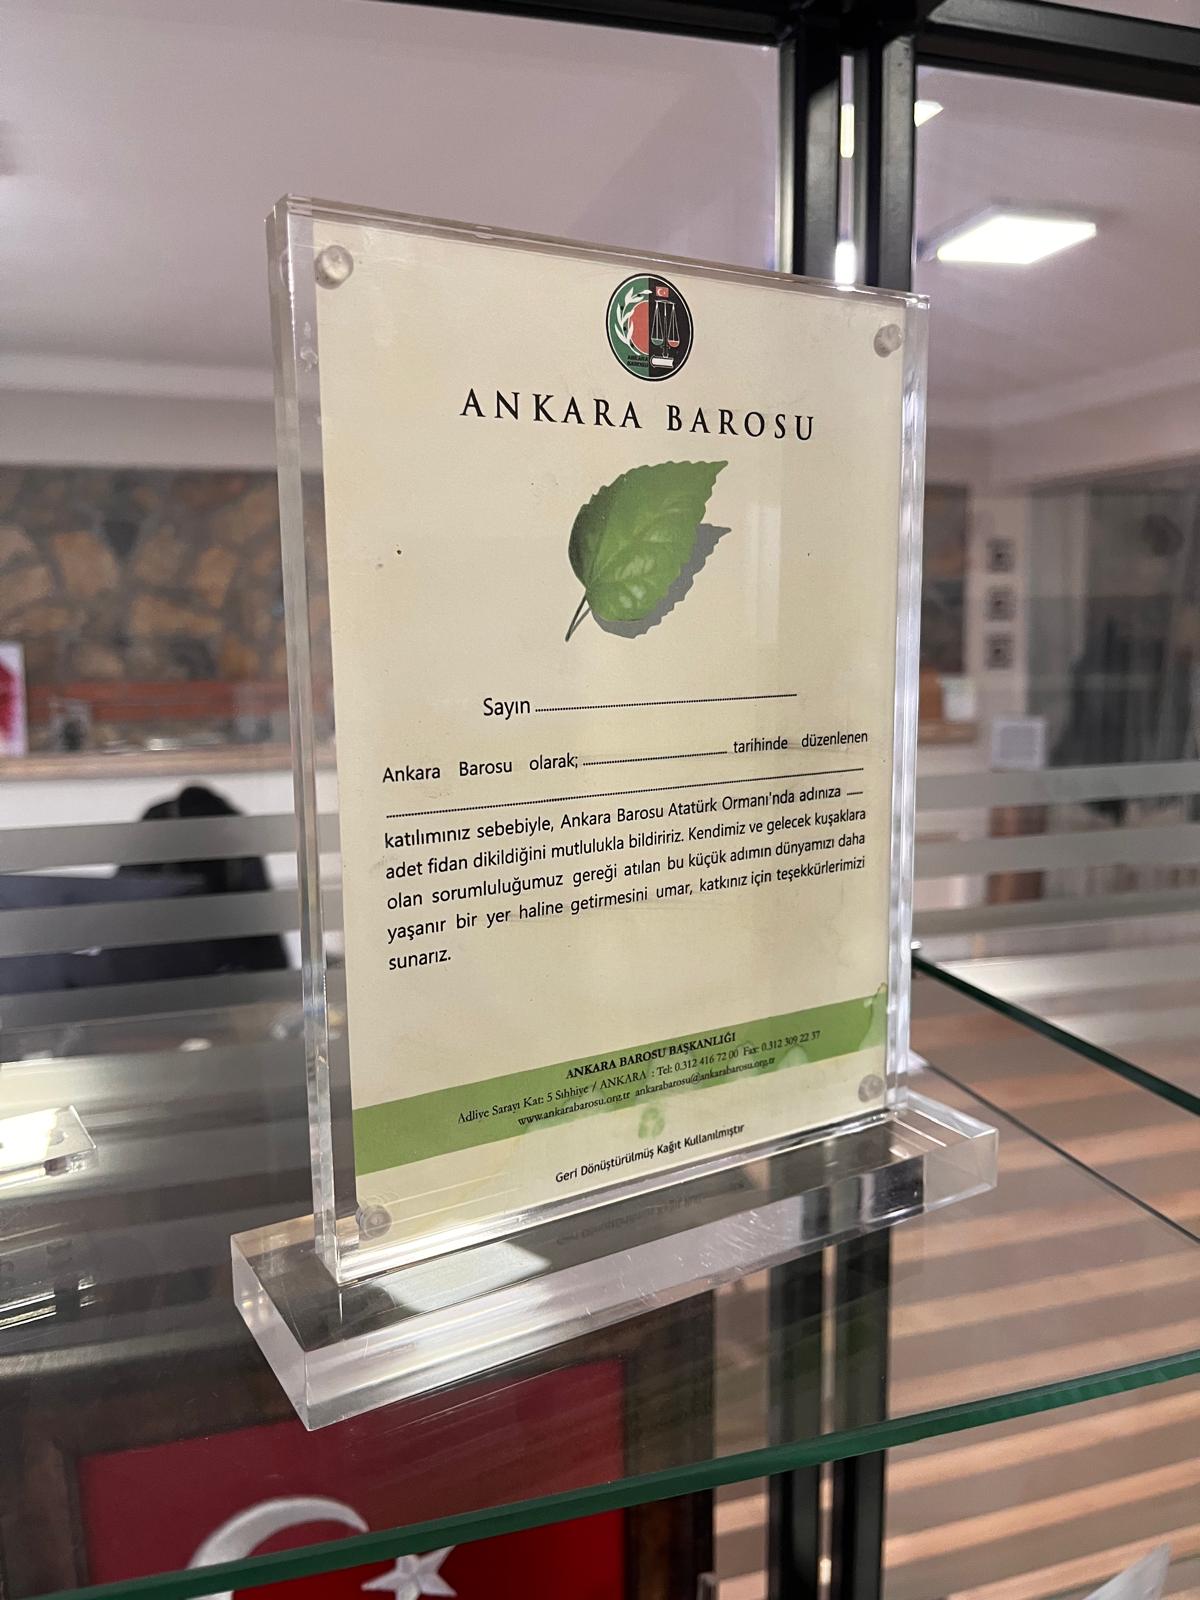 ANKARA
BAROSU
ANKARA BAROSU
Sayın ........................................
Ankara Barosu olarak; ........................ tarihinde düzenlenen
................................................................................
katılımınız sebebiyle, Ankara Barosu Atatürk Ormanı'nda adınıza ......
adet fidan dikildiğini mutlulukla bildiririz. Kendimiz ve gelecek kuşaklara
olan sorumluluğumuz gereği atılan bu küçük adımın dünyamızı daha
yaşanır bir yer haline getirmesini umar, katkınız için teşekkürlerimizi
sunarız.
ANKARA BAROSU BAŞKANLIĞI
Adliye Sarayı Kat: 5 Sıhhiye / ANKARA : Tel: 0.312 416 72 00 Fax: 0.312 309 22 37
www.ankarabarosu.org.tr ankarabarosu@ankarabarosu.org.tr
Geri Dönüştürülmüş Kağıt Kullanılmıştır